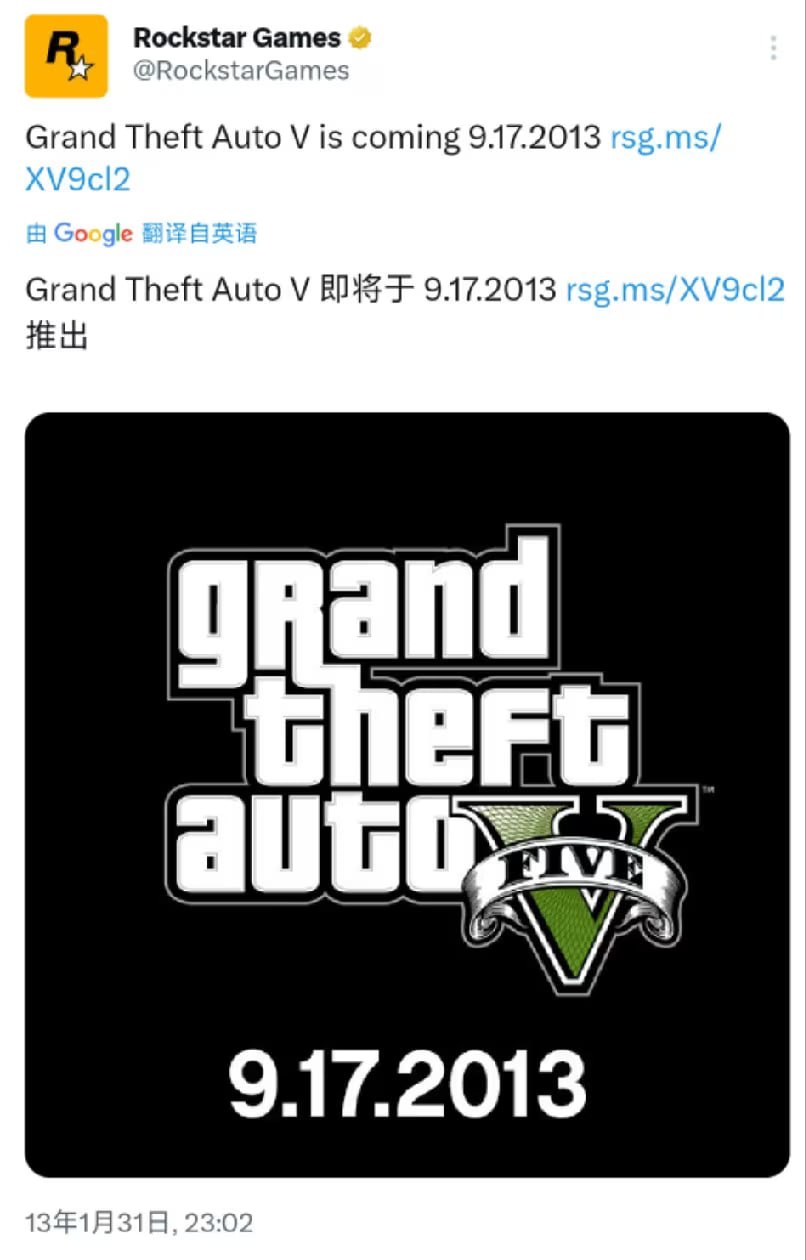 R
Rockstar Games
@RockstarGames
Grand Theft Auto V is coming 9.17.2013 rsg.ms/
XV9cl2
由 Google 翻译自英语
Grand Theft Auto V 即将于 9.17.2013 rsg.ms/XV9cl2
推出
grand
theft
auto V
FIVE
™
9.17.2013
13年1月31日, 23:02